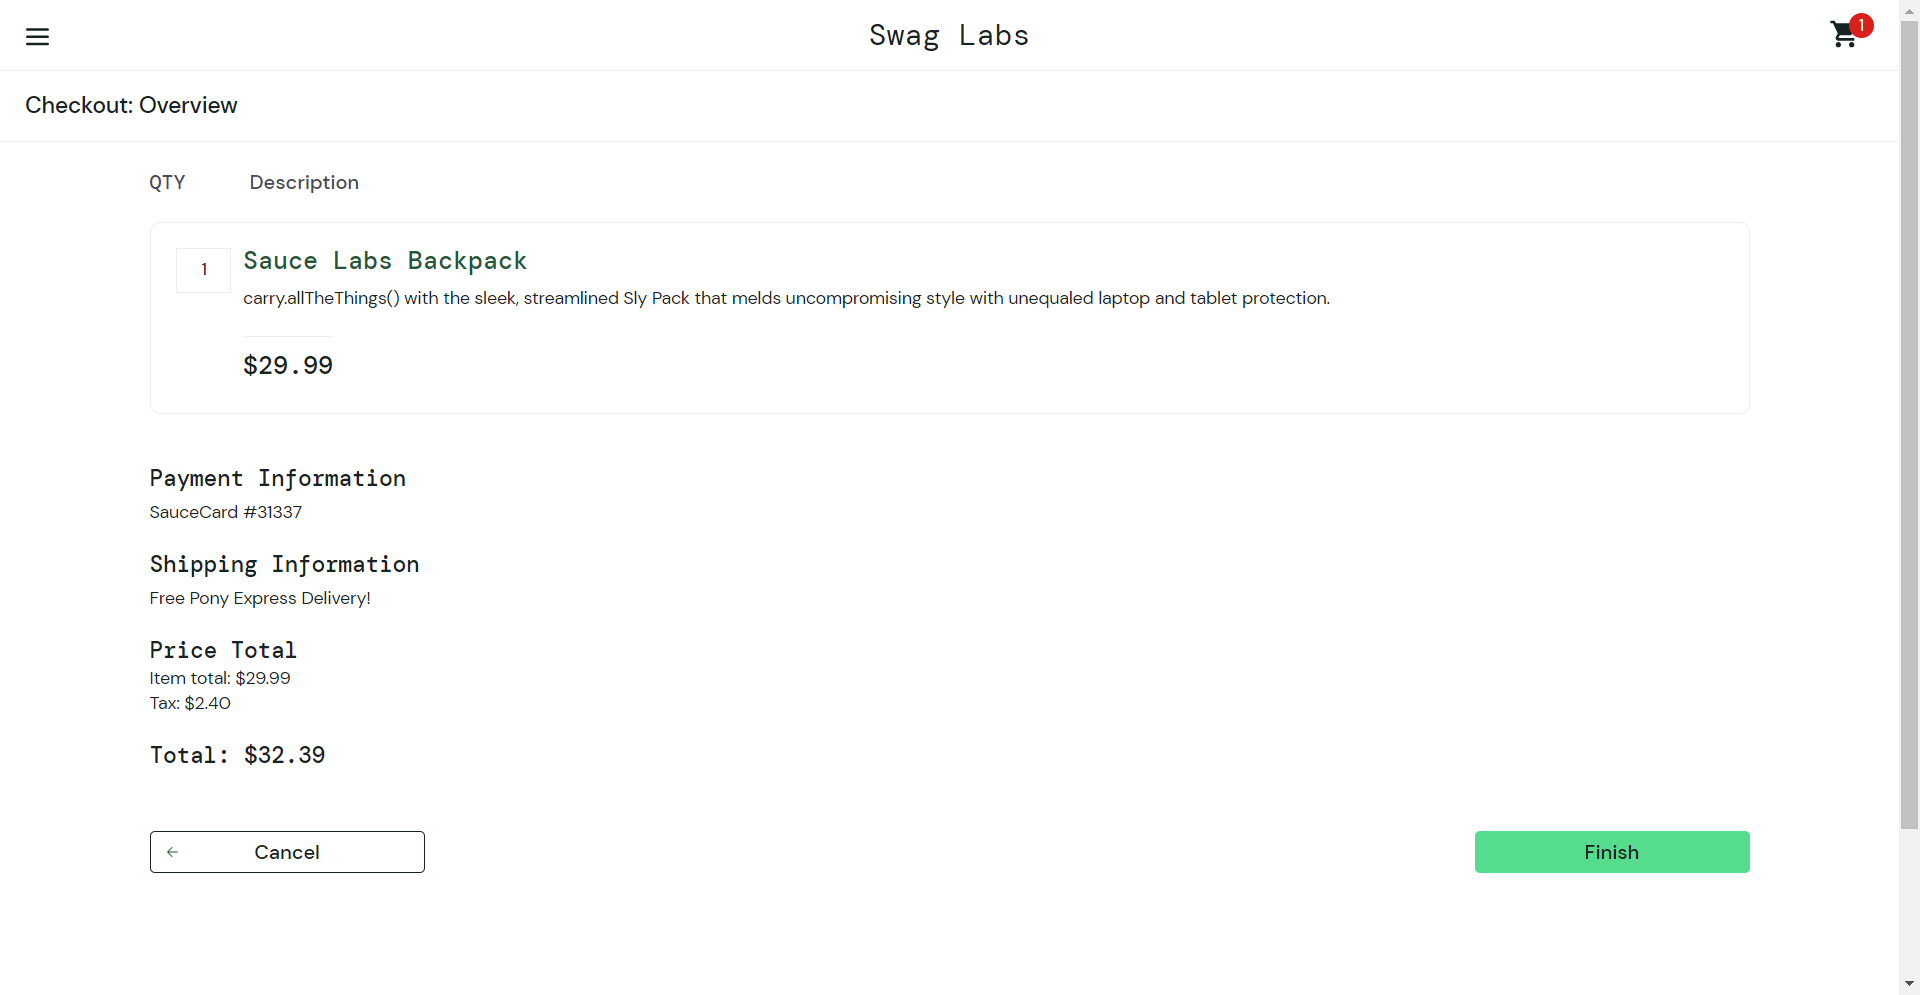 Swag Labs
1
Checkout: Overview
QTY Description
1
Sauce Labs Backpack
carry.allTheThings() with the sleek, streamlined Sly Pack that melds uncompromising style with unequaled laptop and tablet protection.
$29.99
Payment Information
SauceCard #31337
Shipping Information
Free Pony Express Delivery!
Price Total
Item total: $29.99
Tax: $2.40
Total: $32.39
Cancel
Finish